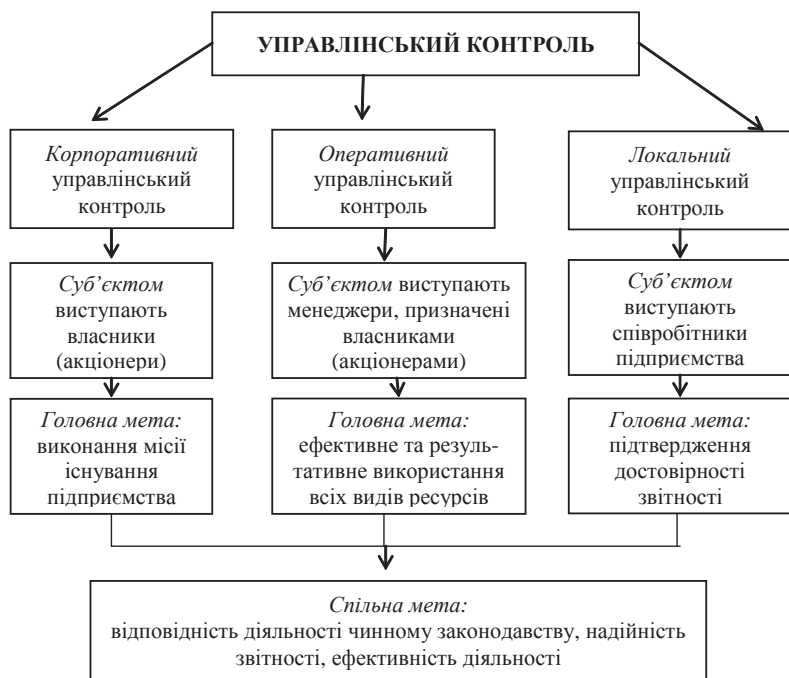 УПРАВЛІНСЬКИЙ КОНТРОЛЬ
Корпоративний
управлінський
контроль
Оперативний
управлінський
контроль
Локальний
управлінський
контроль
Суб’єктом
виступають
власники
(акціонери)
Суб’єктом виступають
менеджери, призначені
власниками
(акціонерами)
Суб’єктом
виступають
співробітники
підприємства
Головна мета:
виконання місії
існування
підприємства
Головна мета:
ефективне та резуль-
тативне використання
всіх видів ресурсів
Головна мета:
підтвердження
достовірності
звітності
Спільна мета:
відповідність діяльності чинному законодавству, надійність
звітності, ефективність діяльності